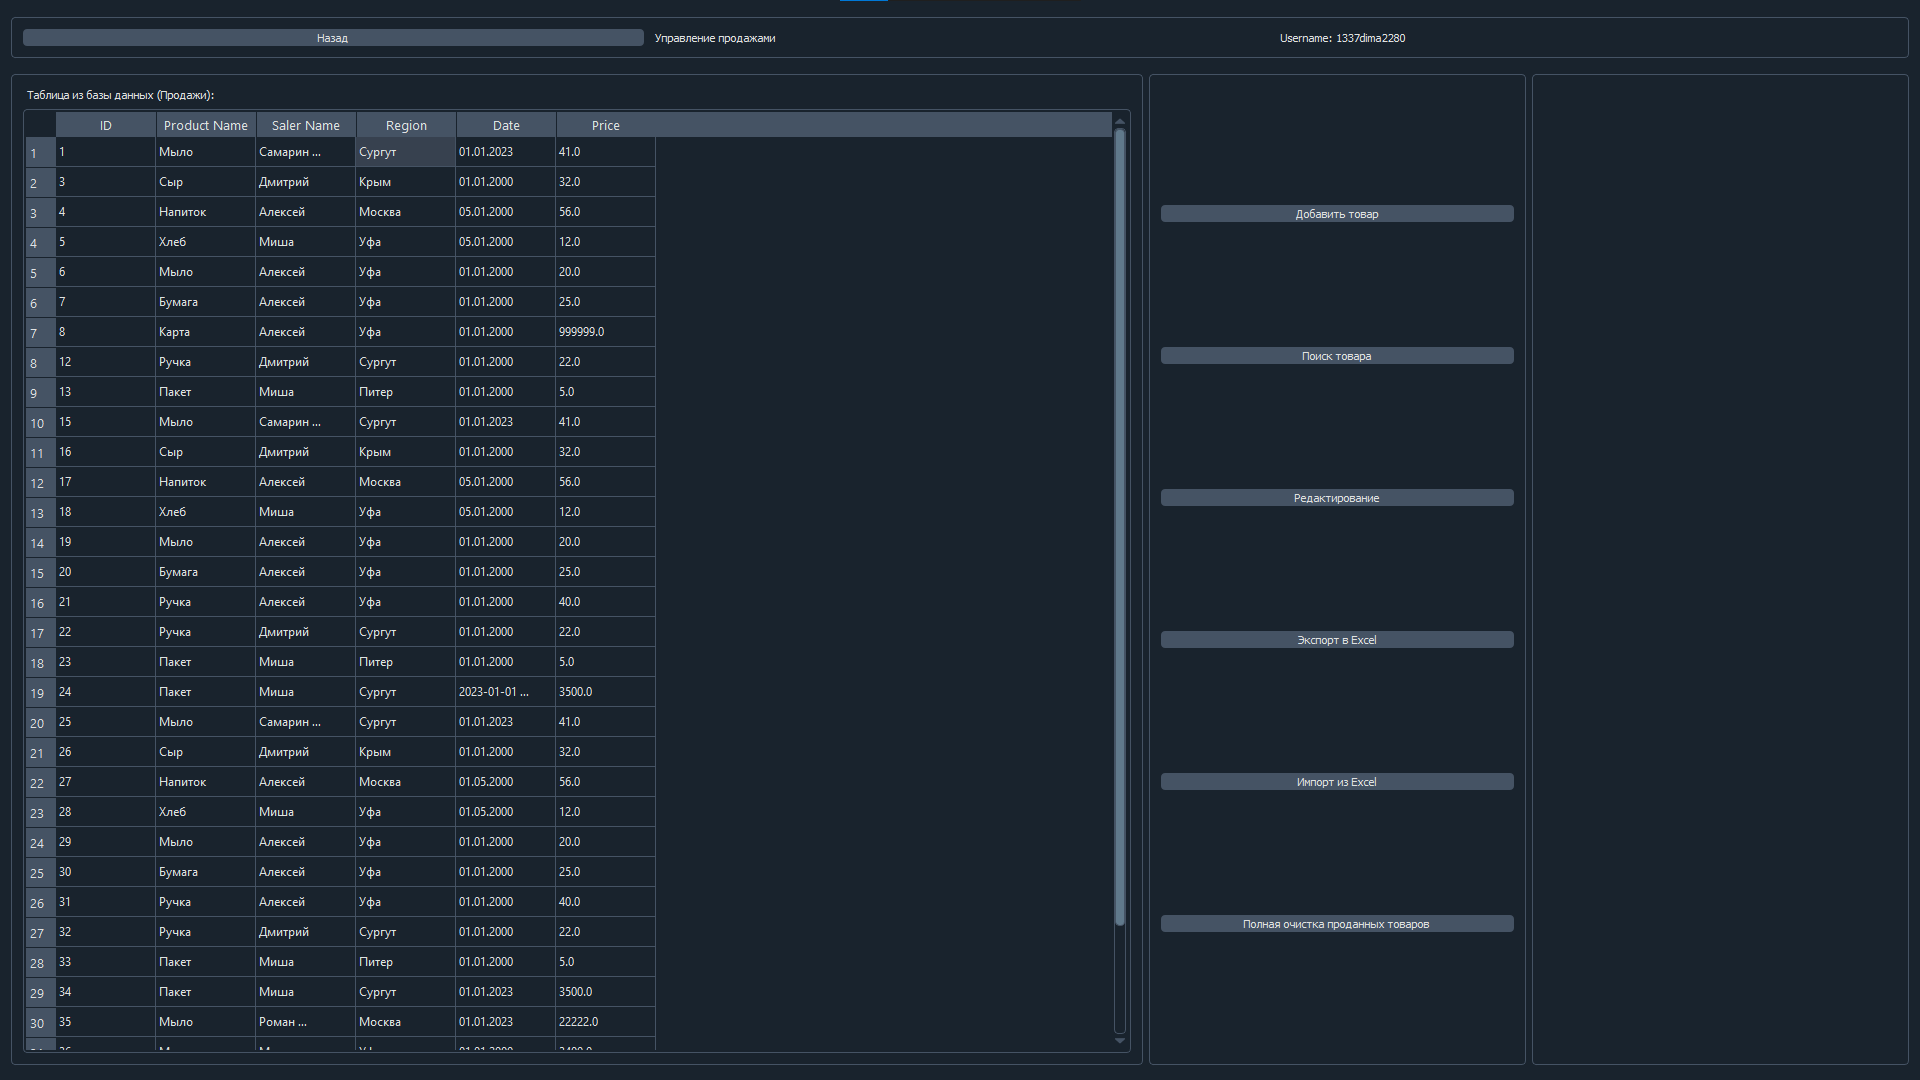 Назад Управление продажами Username: 1337dima2280
Таблица из базы данных (Продажи):
ID Product Name Saler Name Region Date Price
1 1 Мыло Самарин ... Сургут 01.01.2023 41.0
2 3 Сыр Дмитрий Крым 01.01.2000 32.0
3 4 Напиток Алексей Москва 05.01.2000 56.0
4 5 Хлеб Миша Уфа 05.01.2000 12.0
5 6 Мыло Алексей Уфа 01.01.2000 20.0
6 7 Бумага Алексей Уфа 01.01.2000 25.0
7 8 Карта Алексей Уфа 01.01.2000 999999.0
8 12 Ручка Дмитрий Сургут 01.01.2000 22.0
9 13 Пакет Миша Питер 01.01.2000 5.0
10 15 Мыло Самарин ... Сургут 01.01.2023 41.0
11 16 Сыр Дмитрий Крым 01.01.2000 32.0
12 17 Напиток Алексей Москва 05.01.2000 56.0
13 18 Хлеб Миша Уфа 05.01.2000 12.0
14 19 Мыло Алексей Уфа 01.01.2000 20.0
15 20 Бумага Алексей Уфа 01.01.2000 25.0
16 21 Ручка Алексей Уфа 01.01.2000 40.0
17 22 Ручка Дмитрий Сургут 01.01.2000 22.0
18 23 Пакет Миша Питер 01.01.2000 5.0
19 24 Пакет Миша Сургут 2023-01-01 ... 3500.0
20 25 Мыло Самарин ... Сургут 01.01.2023 41.0
21 26 Сыр Дмитрий Крым 01.01.2000 32.0
22 27 Напиток Алексей Москва 01.05.2000 56.0
23 28 Хлеб Миша Уфа 01.05.2000 12.0
24 29 Мыло Алексей Уфа 01.01.2000 20.0
25 30 Бумага Алексей Уфа 01.01.2000 25.0
26 31 Ручка Алексей Уфа 01.01.2000 40.0
27 32 Ручка Дмитрий Сургут 01.01.2000 22.0
28 33 Пакет Миша Питер 01.01.2000 5.0
29 34 Пакет Миша Сургут 01.01.2023 3500.0
30 35 Мыло Роман ... Москва 01.01.2023 22222.0
Добавить товар
Поиск товара
Редактирование
Экспорт в Excel
Импорт из Excel
Полная очистка проданных товаров